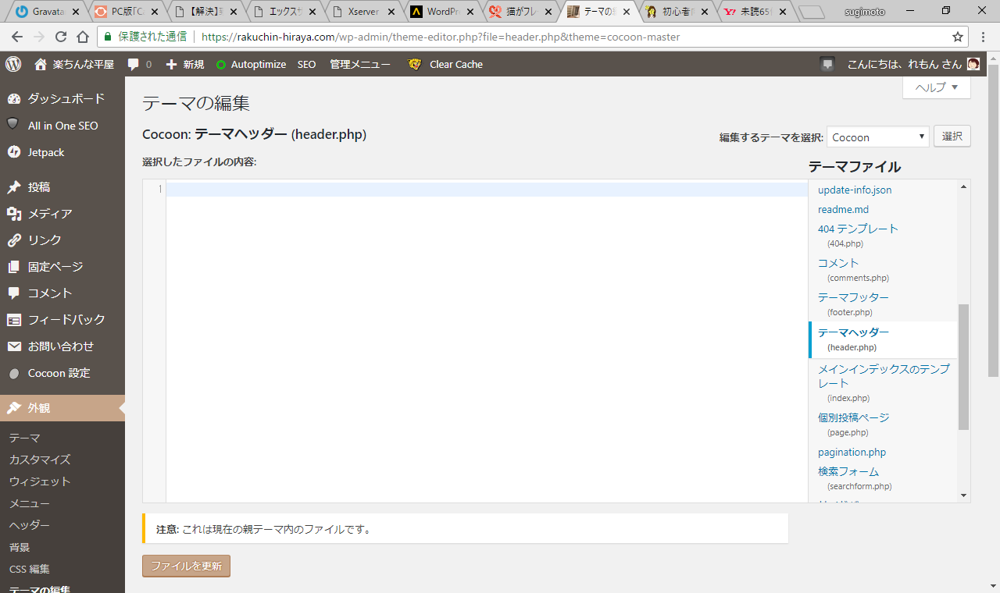 Gravata
PC版「C
【解決】
エックスサ
Xserver
WordPr
猫がフレ
テーマの編
初心者
未読65
sugimoto
保護された通信
https://rakuchin-hiraya.com/wp-admin/theme-editor.php?file=header.php&theme=cocoon-master
楽ちんな平屋
0
新規
Autoptimize
SEO
管理メニュー
Clear Cache
こんにちは、れもん さん
ダッシュボード
All in One SEO
Jetpack
投稿
メディア
リンク
固定ページ
コメント
フィードバック
お問い合わせ
Cocoon 設定
外観
テーマ
カスタマイズ
ウィジェット
メニュー
ヘッダー
背景
CSS 編集
テーマの編集
ヘルプ
テーマの編集
Cocoon: テーマヘッダー (header.php)
編集するテーマを選択:
Cocoon
選択
選択したファイルの内容:
1
テーマファイル
update-info.json
readme.md
404 テンプレート
(404.php)
コメント
(comments.php)
テーマフッター
(footer.php)
テーマヘッダー
(header.php)
メインインデックスのテンプ
レート
(index.php)
個別投稿ページ
(page.php)
pagination.php
検索フォーム
(searchform.php)
注意: これは現在の親テーマ内のファイルです。
ファイルを更新